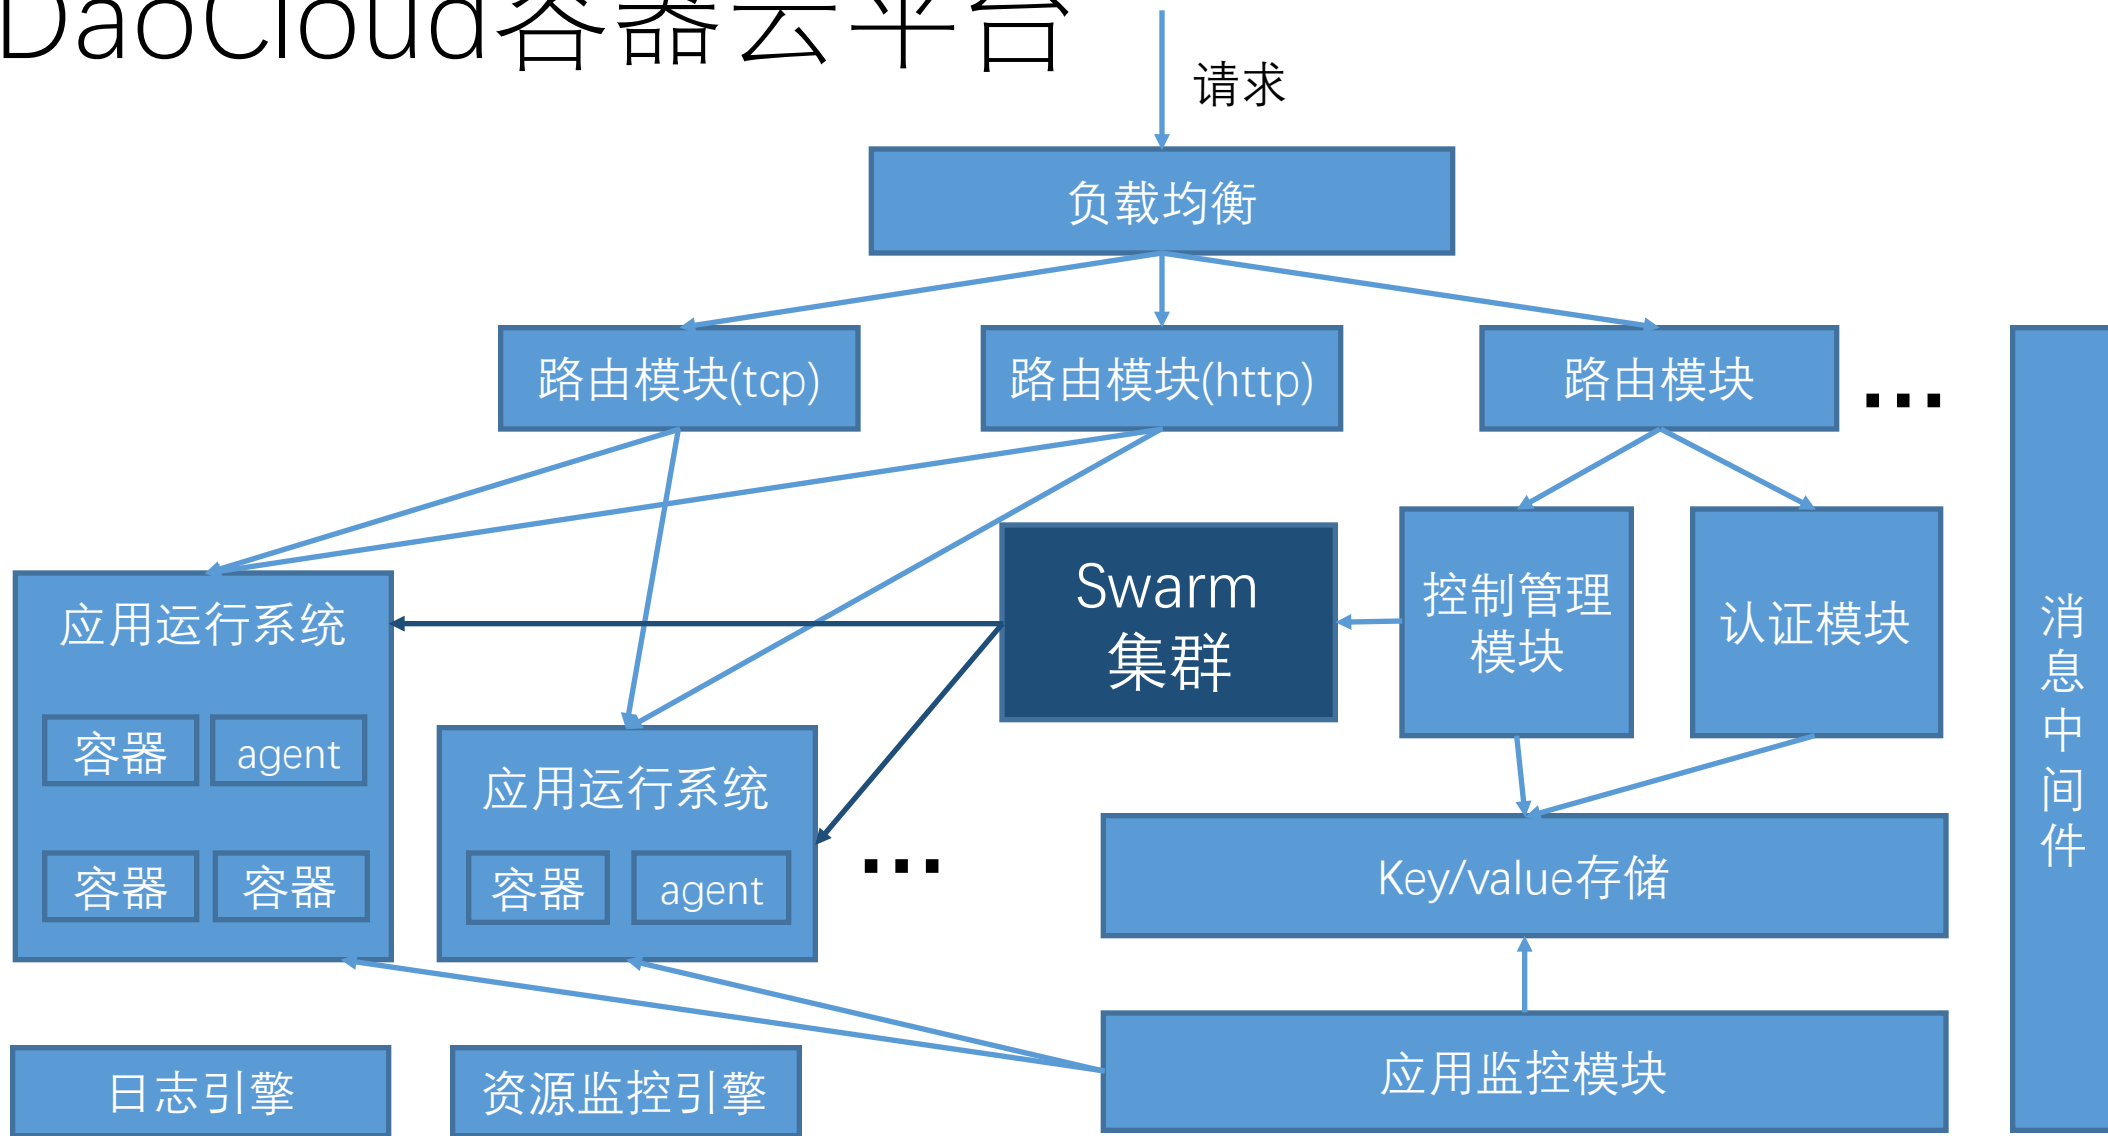 DaoCloud容器云平台
请求
负载均衡
路由模块(tcp)
路由模块(http)
路由模块
...
Swarm
集群
控制管理
模块
认证模块
应用运行系统
容器
agent
容器
容器
应用运行系统
容器
agent
...
Key/value存储
应用监控模块
日志引擎
资源监控引擎
消
息
中
间
件